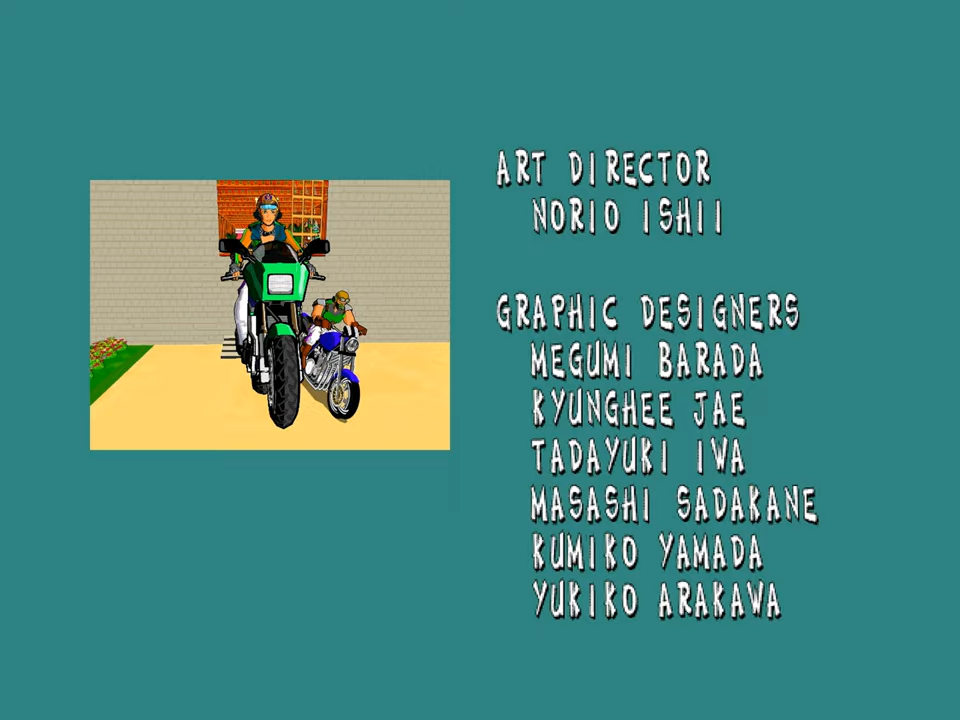 ART DIRECTOR
NORIO ISHII
GRAPHIC DESIGNERS
MEGUMI BARADA
KYUNGHEE JAE
TADAYUKI IWA
MASASHI SADAKANE
KUMIKO YAMADA
YUKIKO ARAKAWA